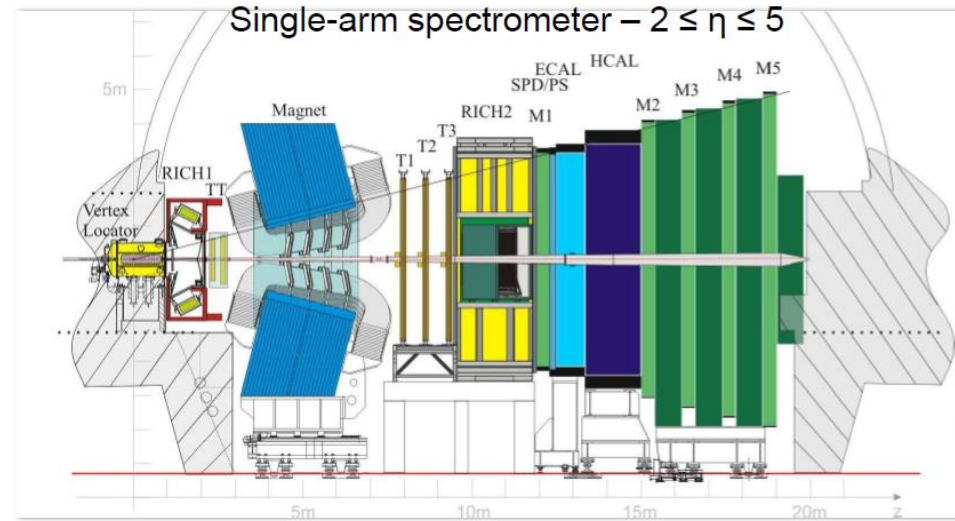 Single-arm spectrometer – 2 ≤ η ≤ 5
5m
Magnet
RICH1
TT
Vertex
Locator
T1
T2
T3
RICH2
M1
SPD/PS
ECAL
HCAL
M2
M3
M4
M5
5m
10m
15m
20m
z